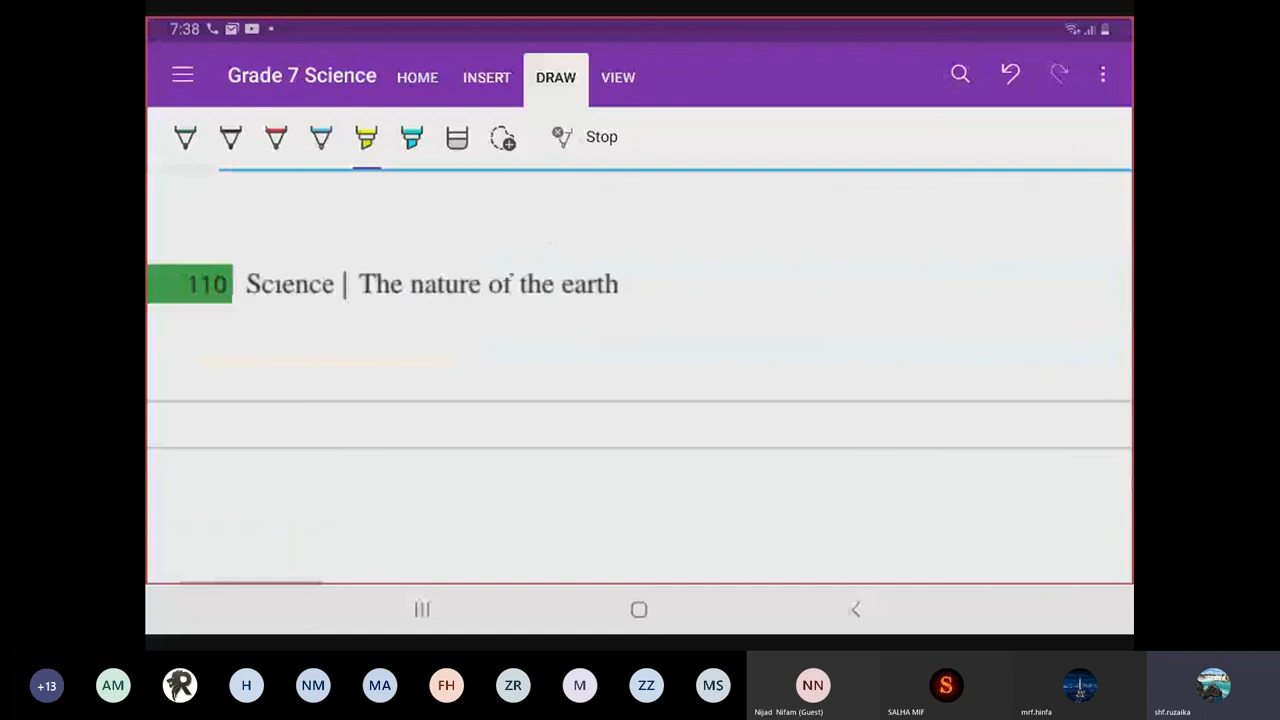 7:38
Grade 7 Science HOME INSERT DRAW VIEW
Stop
110 Science | The nature of the earth
+13 AM R H NM MA FH ZR M ZZ MS NN S
Nijad Nifam (Guest) SALHA MIF mrf.hinfa shf.ruzaika